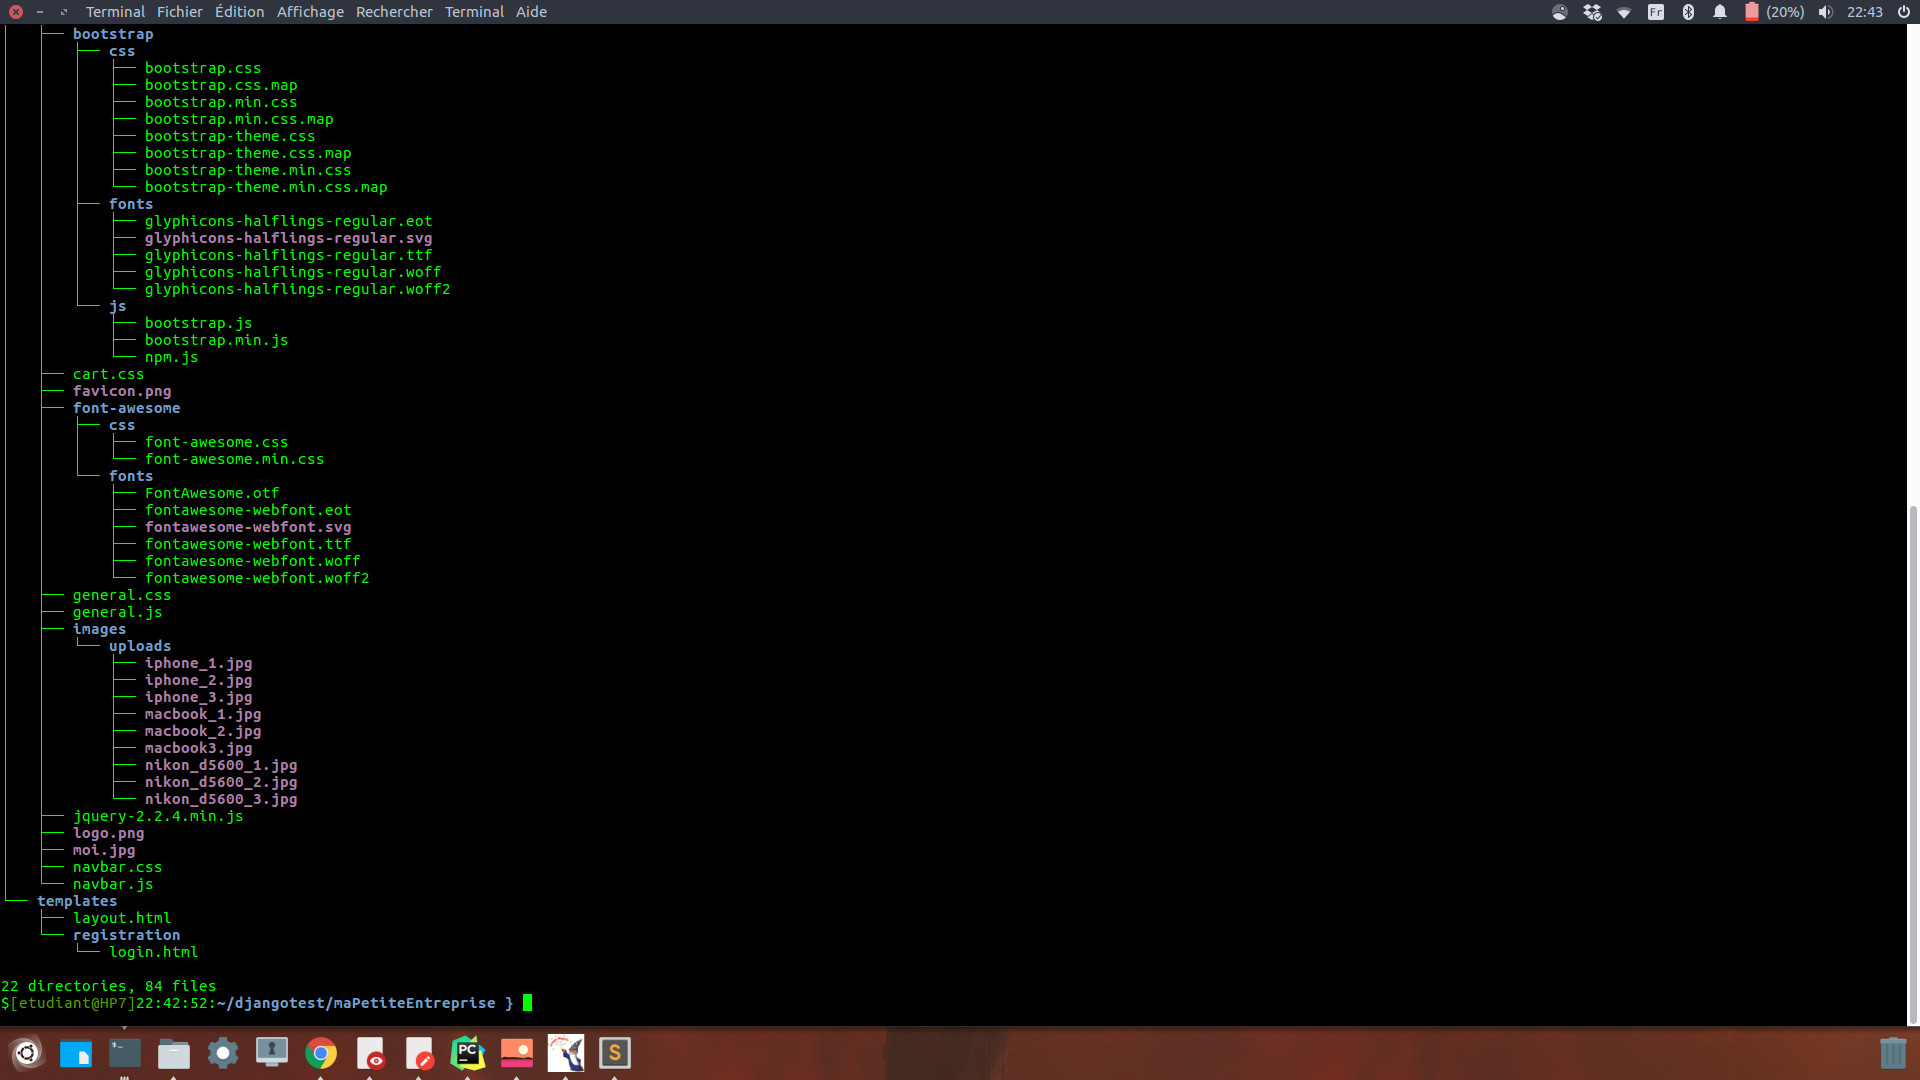 Terminal Fichier Édition Affichage Rechercher Terminal Aide Fr (20%) 22:43
bootstrap
css
bootstrap.css
bootstrap.css.map
bootstrap.min.css
bootstrap.min.css.map
bootstrap-theme.css
bootstrap-theme.css.map
bootstrap-theme.min.css
bootstrap-theme.min.css.map
fonts
glyphicons-halflings-regular.eot
glyphicons-halflings-regular.svg
glyphicons-halflings-regular.ttf
glyphicons-halflings-regular.woff
glyphicons-halflings-regular.woff2
js
bootstrap.js
bootstrap.min.js
npm.js
cart.css
favicon.png
font-awesome
css
font-awesome.css
font-awesome.min.css
fonts
FontAwesome.otf
fontawesome-webfont.eot
fontawesome-webfont.svg
fontawesome-webfont.ttf
fontawesome-webfont.woff
fontawesome-webfont.woff2
general.css
general.js
images
uploads
iphone_1.jpg
iphone_2.jpg
iphone_3.jpg
macbook_1.jpg
macbook_2.jpg
macbook3.jpg
nikon_d5600_1.jpg
nikon_d5600_2.jpg
nikon_d5600_3.jpg
jquery-2.2.4.min.js
logo.png
moi.jpg
navbar.css
navbar.js
templates
layout.html
registration
login.html
22 directories, 84 files
$[etudiant@HP7]22:42:52:~/djangotest/maPetiteEntreprise }
PC
S